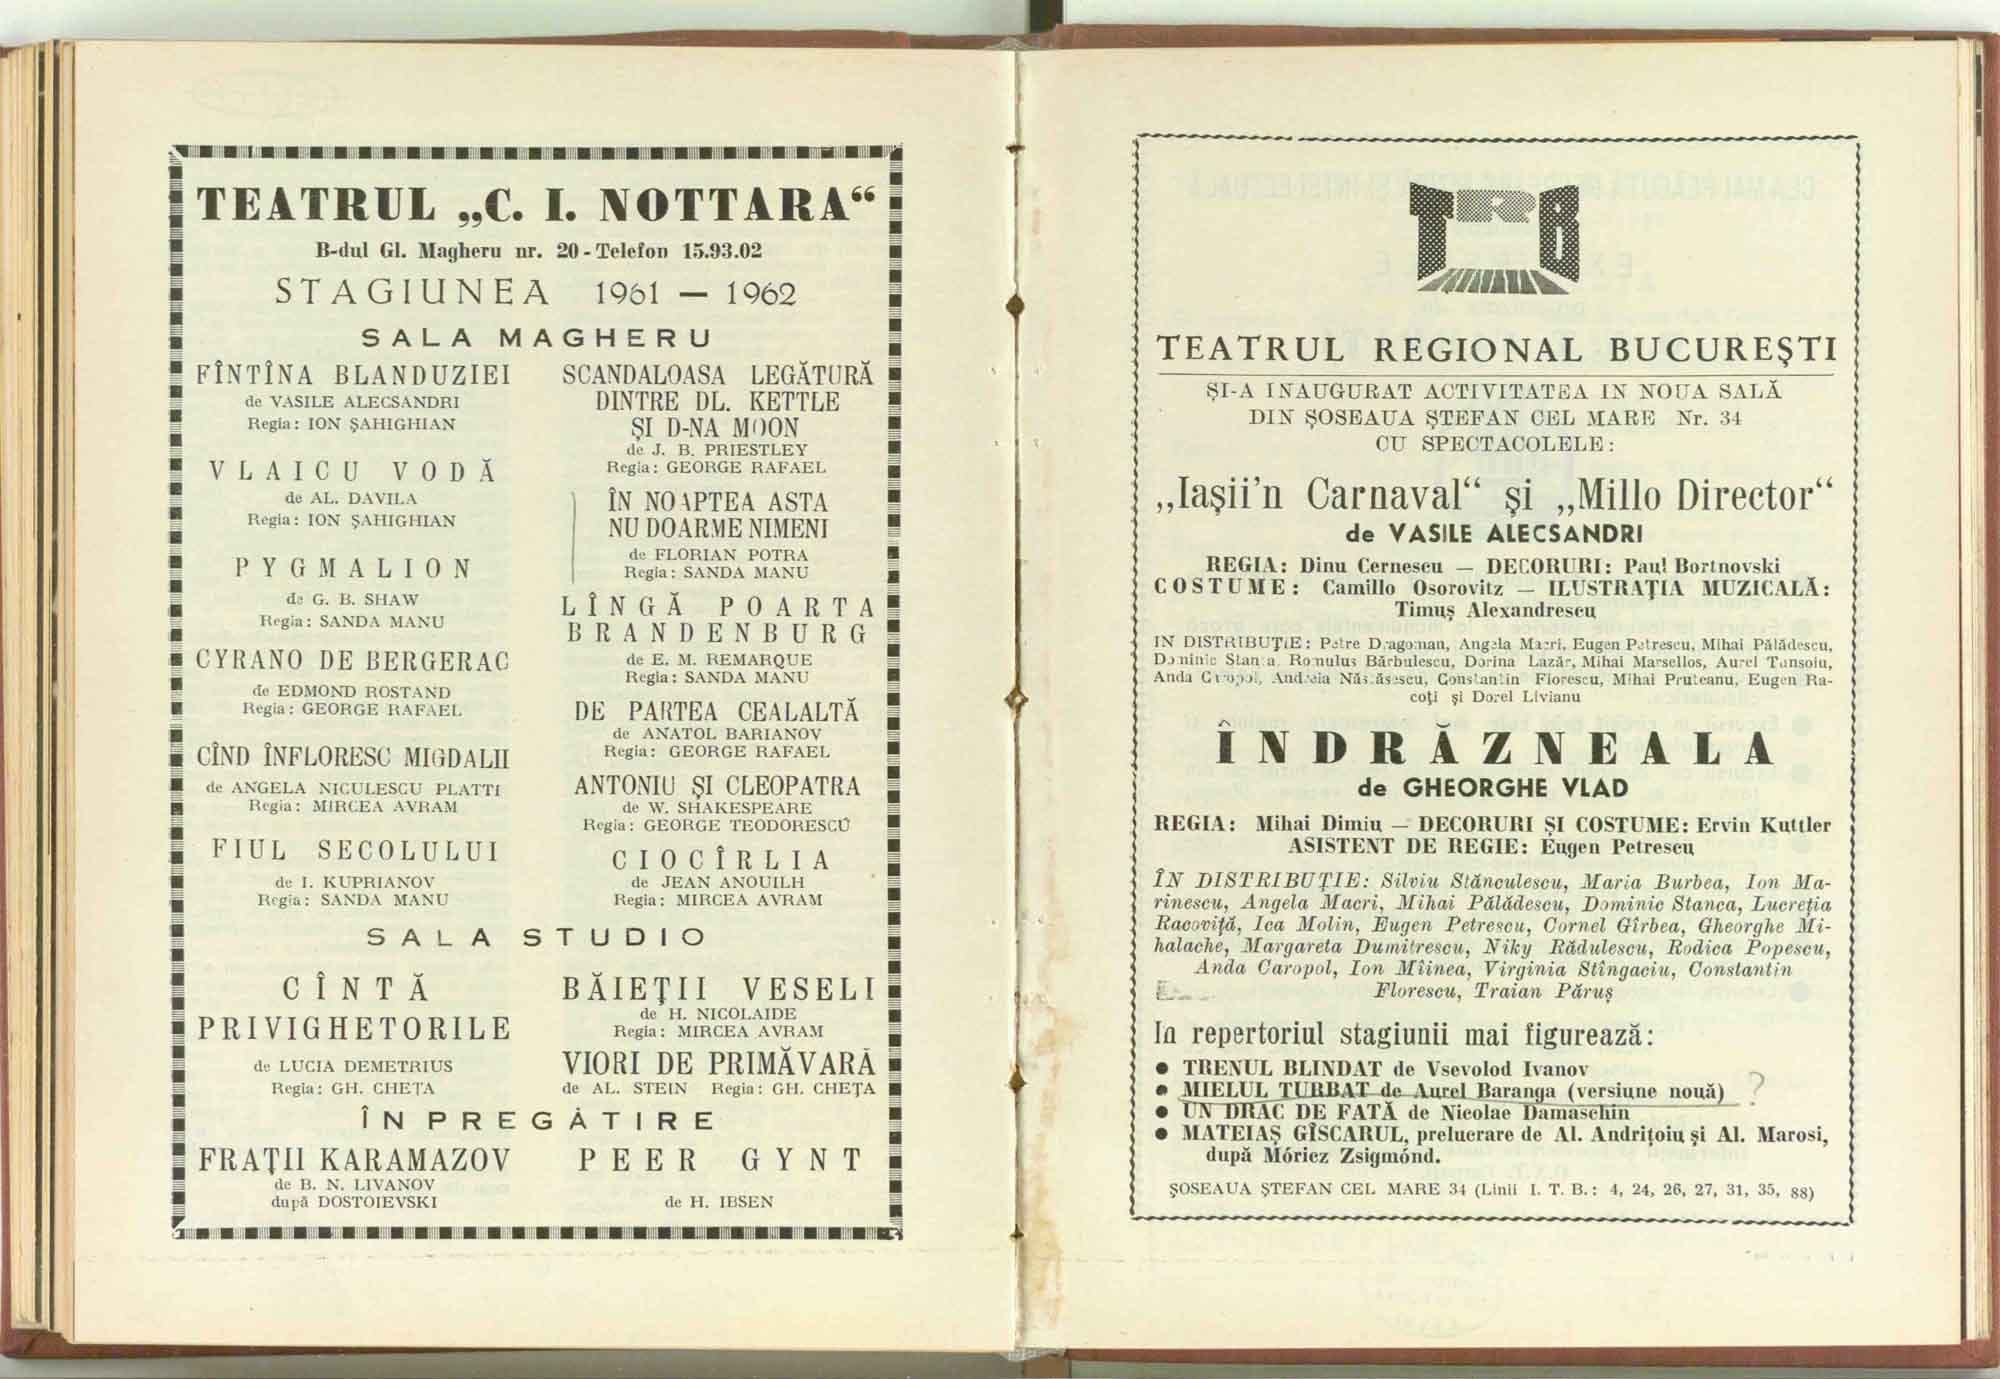 TEATRUL „C. I. NOTTARA“
B-dul Gl. Magheru nr. 20 - Telefon 15.93.02
STAGIUNEA 1961 — 1962
SALA MAGHERU
FÎNTÎNA BLANDUZIEI
de VASILE ALECSANDRI
Regia: ION ŞAHIGHIAN
VLAICU VODĂ
de AL. DAVILA
Regia: ION ŞAHIGHIAN
PYGMALION
de G. B. SHAW
Regia: SANDA MANU
CYRANO DE BERGERAC
de EDMOND ROSTAND
Regia: GEORGE RAFAEL
CÎND ÎNFLORESC MIGDALII
de ANGELA NICULESCU PLATTI
Regia: MIRCEA AVRAM
FIUL SECOLULUI
de I. KUPRIANOV
Regia: SANDA MANU
SCANDALOASA LEGĂTURĂ
DINTRE DL. KETTLE
ŞI D-NA MOON
de J. B. PRIESTLEY
Regia: GEORGE RAFAEL
ÎN NOAPTEA ASTA
NU DOARME NIMENI
de FLORIAN POTRA
Regia: SANDA MANU
LÎNGĂ POARTA
BRANDENBURG
de E. M. REMARQUE
Regia: SANDA MANU
DE PARTEA CEALALTĂ
de ANATOL BARIANOV
Regia: GEORGE RAFAEL
ANTONIU ŞI CLEOPATRA
de W. SHAKESPEARE
Regia: GEORGE TEODORESCU
CIOCÎRLIA
de JEAN ANOUILH
Regia: MIRCEA AVRAM
SALA STUDIO
CÎNTĂ
PRIVIGHETORILE
de LUCIA DEMETRIUS
Regia: GH. CHEŢA
BĂIEŢII VESELI
de H. NICOLAIDE
Regia: MIRCEA AVRAM
VIORI DE PRIMĂVARĂ
de AL. STEIN Regia: GH. CHEŢA
ÎN PREGĂTIRE
FRAŢII KARAMAZOV
de B. N. LIVANOV
după DOSTOIEVSKI
PEER GYNT
de H. IBSEN
TRB
TEATRUL REGIONAL BUCUREŞTI
ŞI-A INAUGURAT ACTIVITATEA IN NOUA SALĂ
DIN ŞOSEAUA ŞTEFAN CEL MARE Nr. 34
CU SPECTACOLELE:
„Iaşii'n Carnaval“ şi „Millo Director“
de VASILE ALECSANDRI
REGIA: Dinu Cernescu — DECORURI: Paul Bortnovski
COSTUME: Camillo Osorovitz — ILUSTRAŢIA MUZICALĂ:
Timuş Alexandrescu
IN DISTRIBUŢIE: Petre Dragoman, Angela Macri, Eugen Petrescu, Mihai Pălădescu,
Dominic Stanca, Romulus Bărbulescu, Dorina Lazăr, Mihai Marsellos, Aurel Tunsoiu,
Anda Caropol, Andreia Năstăsescu, Constantin Florescu, Mihai Pruteanu, Eugen Ra-
coţi şi Dorel Livianu
ÎNDRĂZNEALA
de GHEORGHE VLAD
REGIA: Mihai Dimiu — DECORURI ŞI COSTUME: Ervin Kuttler
ASISTENT DE REGIE: Eugen Petrescu
ÎN DISTRIBUŢIE: Silviu Stănculescu, Maria Burbea, Ion Ma-
rinescu, Angela Macri, Mihai Pălădescu, Dominic Stanca, Lucreţia
Racoviţă, Ica Molin, Eugen Petrescu, Cornel Gîrbea, Gheorghe Mi-
halache, Margareta Dumitrescu, Niky Rădulescu, Rodica Popescu,
Anda Caropol, Ion Mîinea, Virginia Stîngaciu, Constantin
Florescu, Traian Păruş
In repertoriul stagiunii mai figurează:
● TRENUL BLINDAT de Vsevolod Ivanov
● MIELUL TURBAT de Aurel Baranga (versiune nouă) ?
● UN DRAC DE FATĂ de Nicolae Damaschin
● MATEIAŞ GÎSCARUL, prelucrare de Al. Andriţoiu şi Al. Marosi,
după Móricz Zsigmónd.
ŞOSEAUA ŞTEFAN CEL MARE 34 (Linii I. T. B.: 4, 24, 26, 27, 31, 35, 88)